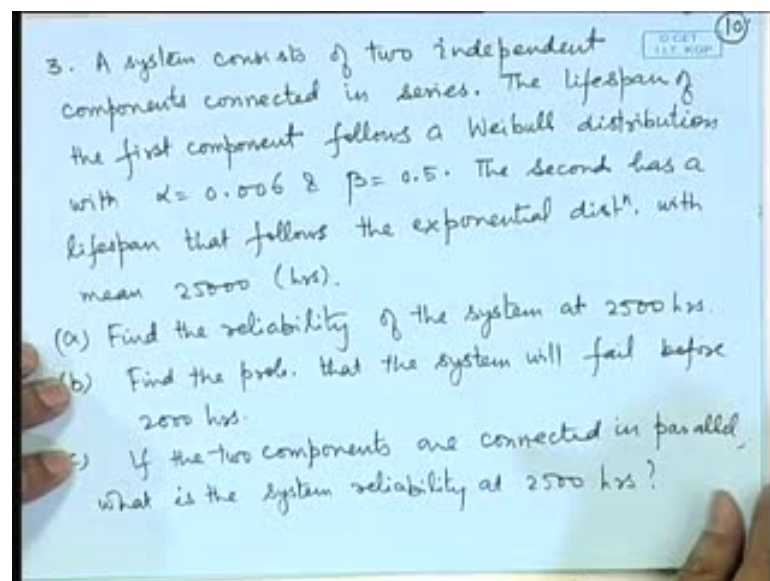 10
O CET
I.I.T. KGP
3. A system consists of two independent
components connected in series. The lifespan of
the first component follows a Weibull distribution
with α = 0.006 & β = 0.5. The second has a
lifespan that follows the exponential distⁿ. with
mean 25000 (hrs).
(a) Find the reliability of the system at 2500 hrs.
(b) Find the prob. that the system will fail before
2000 hrs.
c) If the two components are connected in parallel,
what is the system reliability at 2500 hrs?